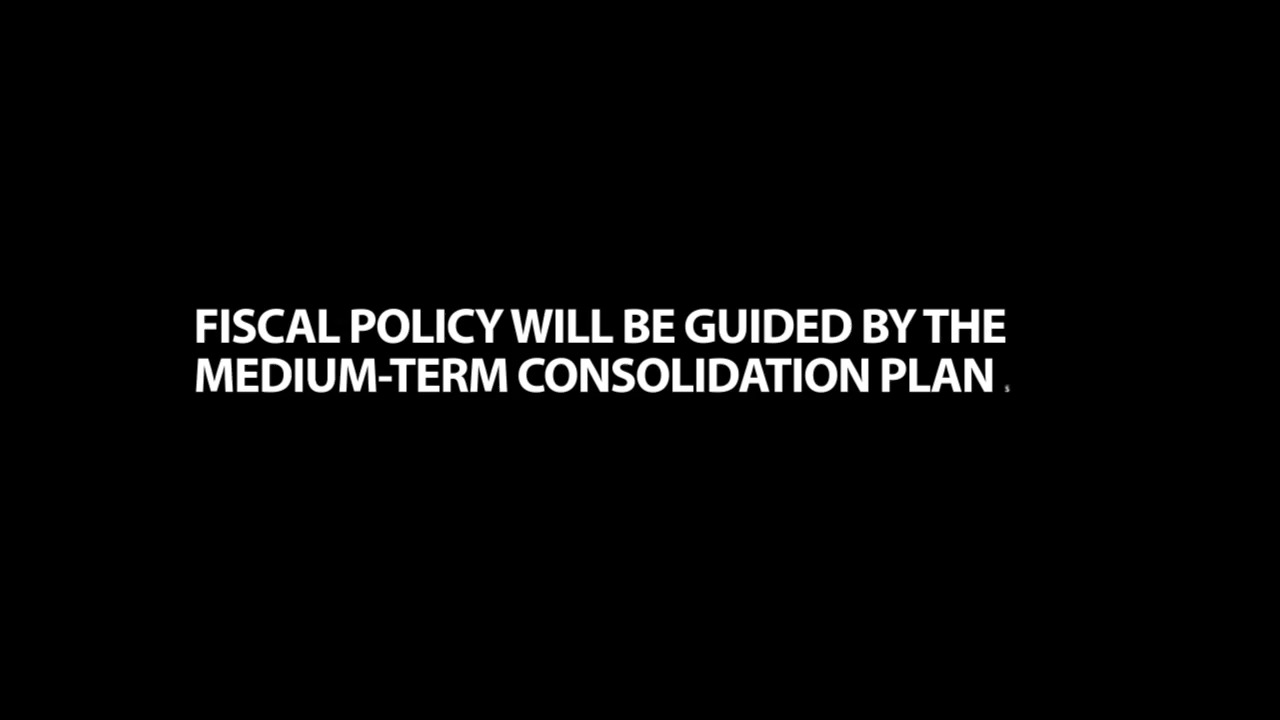 FISCAL POLICY WILL BE GUIDED BY THE
MEDIUM-TERM CONSOLIDATION PLAN